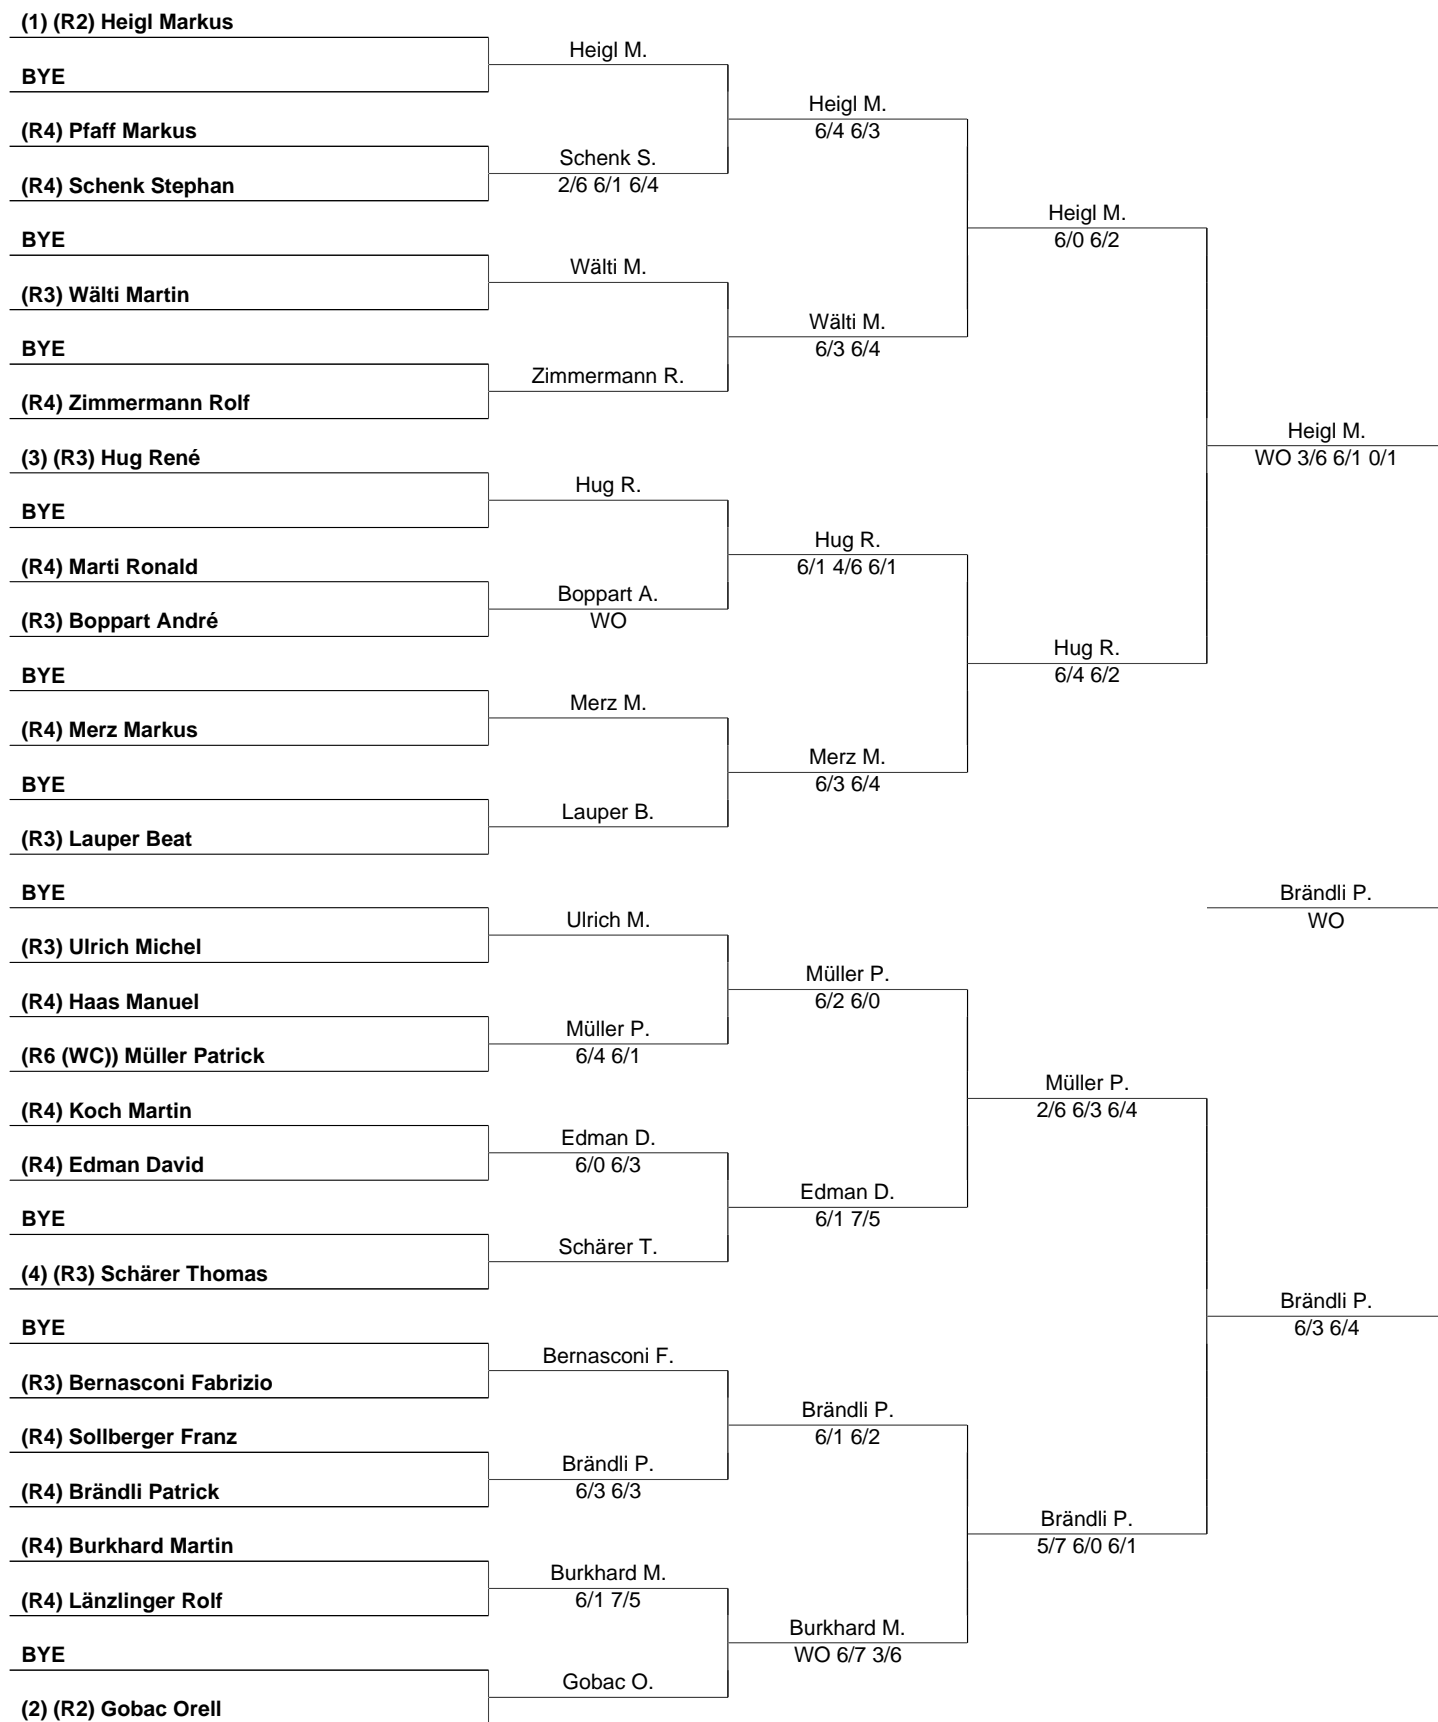 (1) (R2) Heigl Markus
BYE
(R4) Pfaff Markus
(R4) Schenk Stephan
BYE
(R3) Wälti Martin
BYE
(R4) Zimmermann Rolf
(3) (R3) Hug René
BYE
(R4) Marti Ronald
(R3) Boppart André
BYE
(R4) Merz Markus
BYE
(R3) Lauper Beat
BYE
(R3) Ulrich Michel
(R4) Haas Manuel
(R6 (WC)) Müller Patrick
(R4) Koch Martin
(R4) Edman David
BYE
(4) (R3) Schärer Thomas
BYE
(R3) Bernasconi Fabrizio
(R4) Sollberger Franz
(R4) Brändli Patrick
(R4) Burkhard Martin
(R4) Länzlinger Rolf
BYE
(2) (R2) Gobac Orell
Heigl M.
Schenk S.
2/6 6/1 6/4
Wälti M.
Zimmermann R.
Hug R.
Boppart A.
WO
Merz M.
Lauper B.
Ulrich M.
Müller P.
6/4 6/1
Edman D.
6/0 6/3
Schärer T.
Bernasconi F.
Brändli P.
6/3 6/3
Burkhard M.
6/1 7/5
Gobac O.
Heigl M.
6/4 6/3
Wälti M.
6/3 6/4
Hug R.
6/1 4/6 6/1
Merz M.
6/3 6/4
Müller P.
6/2 6/0
Edman D.
6/1 7/5
Brändli P.
6/1 6/2
Burkhard M.
WO 6/7 3/6
Heigl M.
6/0 6/2
Hug R.
6/4 6/2
Müller P.
2/6 6/3 6/4
Brändli P.
5/7 6/0 6/1
Heigl M.
WO 3/6 6/1 0/1
Brändli P.
WO
Brändli P.
6/3 6/4